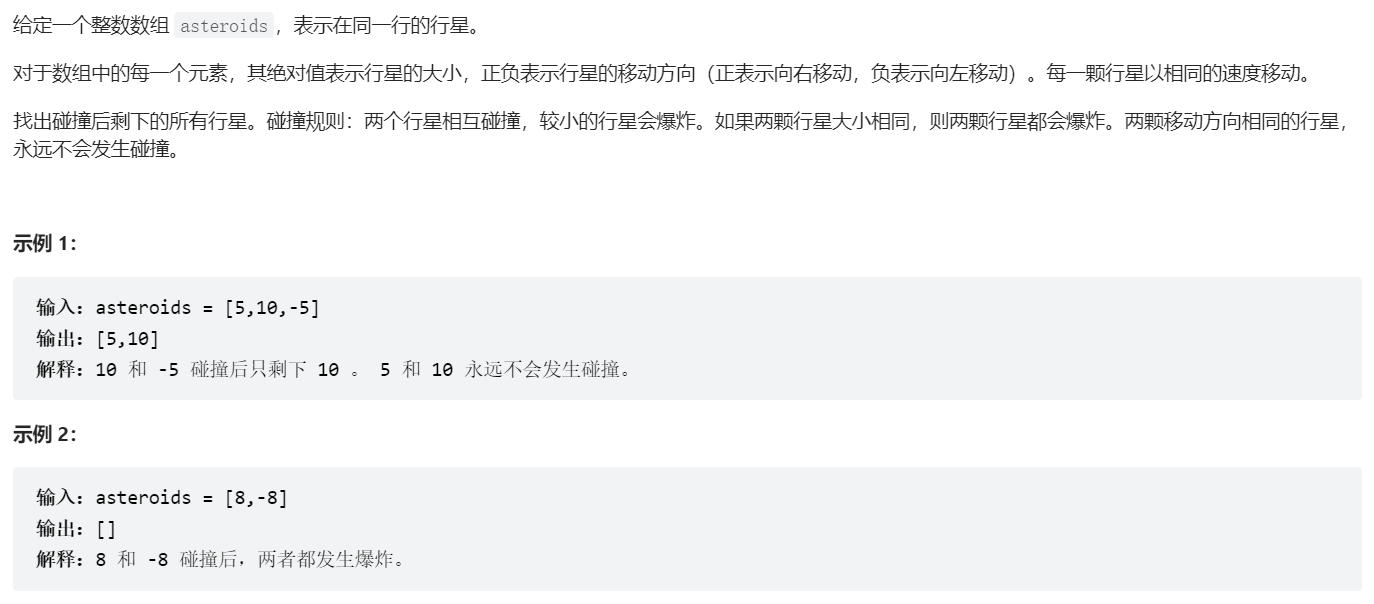 给定一个整数数组 asteroids，表示在同一行的行星。
对于数组中的每一个元素，其绝对值表示行星的大小，正负表示行星的移动方向（正表示向右移动，负表示向左移动）。每一颗行星以相同的速度移动。
找出碰撞后剩下的所有行星。碰撞规则：两个行星相互碰撞，较小的行星会爆炸。如果两颗行星大小相同，则两颗行星都会爆炸。两颗移动方向相同的行星，
永远不会发生碰撞。
示例 1：
输入：asteroids = [5,10,-5]
输出：[5,10]
解释：10 和 -5 碰撞后只剩下 10 。 5 和 10 永远不会发生碰撞。
示例 2：
输入：asteroids = [8,-8]
输出：[]
解释：8 和 -8 碰撞后，两者都发生爆炸。